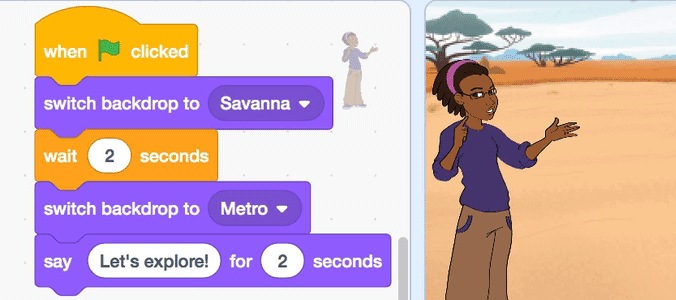 when clicked
switch backdrop to Savanna
wait 2 seconds
switch backdrop to Metro
say Let's explore! for 2 seconds